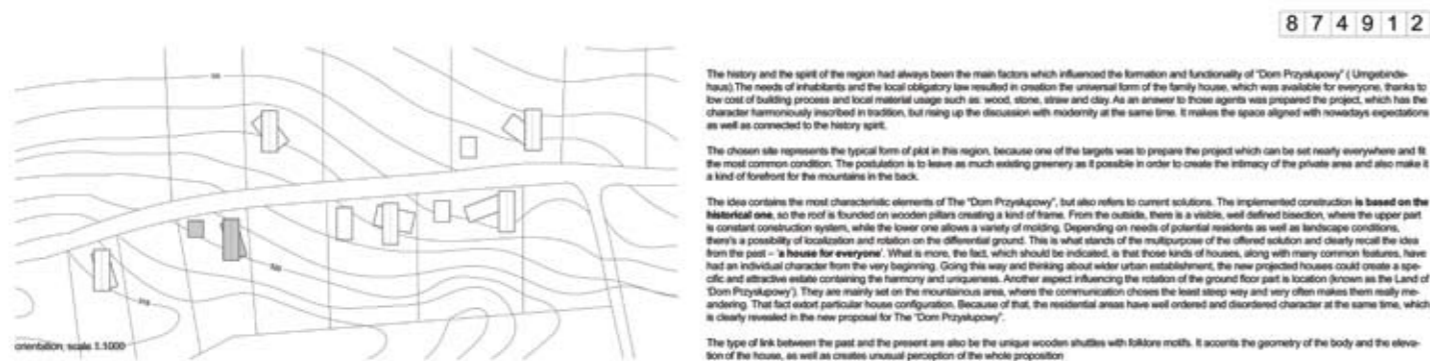 8 7 4 9 1 2
The history and the spirit of the region had always been the main factors which influenced the formation and functionality of "Dom Przysłupowy" ( Umgebinde-
haus).The needs of inhabitants and the local obligatory law resulted in creation the universal form of the family house, which was available for everyone, thanks to
low cost of building process and local material usage such as: wood, stone, straw and clay. As an answer to those agents was prepared the project, which has the
character harmoniously inscribed in tradition, but rising up the discussion with modernity at the same time. It makes the space aligned with nowadays expectations
as well as connected to the history spirit.
The chosen site represents the typical form of plot in this region, because one of the targets was to prepare the project which can be set nearly everywhere and fit
the most common condition. The postulation is to leave as much existing greenery as it possible in order to create the intimacy of the private area and also make it
a kind of forefront for the mountains in the back.
The idea contains the most characteristic elements of The "Dom Przysłupowy", but also refers to current solutions. The implemented construction is based on the
historical one, so the roof is founded on wooden pillars creating a kind of frame. From the outside, there is a visible, well defined bisection, where the upper part
is constant construction system, while the lower one allows a variety of molding. Depending on needs of potential residents as well as landscape conditions,
there's a possibility of localization and rotation on the differential ground. This is what stands of the multipurpose of the offered solution and clearly recall the idea
from the past – 'a house for everyone'. What is more, the fact, which should be indicated, is that those kinds of houses, along with many common features, have
had an individual character from the very beginning. Going this way and thinking about wider urban establishment, the new projected houses could create a spe-
cific and attractive estate containing the harmony and uniqueness. Another aspect influencing the rotation of the ground floor part is location (known as the Land of
'Dom Przysłupowy'). They are mainly set on the mountainous area, where the communication choses the least steep way and very often makes them really me-
andering. That fact extort particular house configuration. Because of that, the residential areas have well ordered and disordered character at the same time, which
is clearly revealed in the new proposal for The "Dom Przysłupowy".
The type of link between the past and the present are also be the unique wooden shuttles with folklore motifs. It accents the geometry of the body and the eleva-
tion of the house, as well as creates unusual perception of the whole proposition
orientation; scale 1:1000